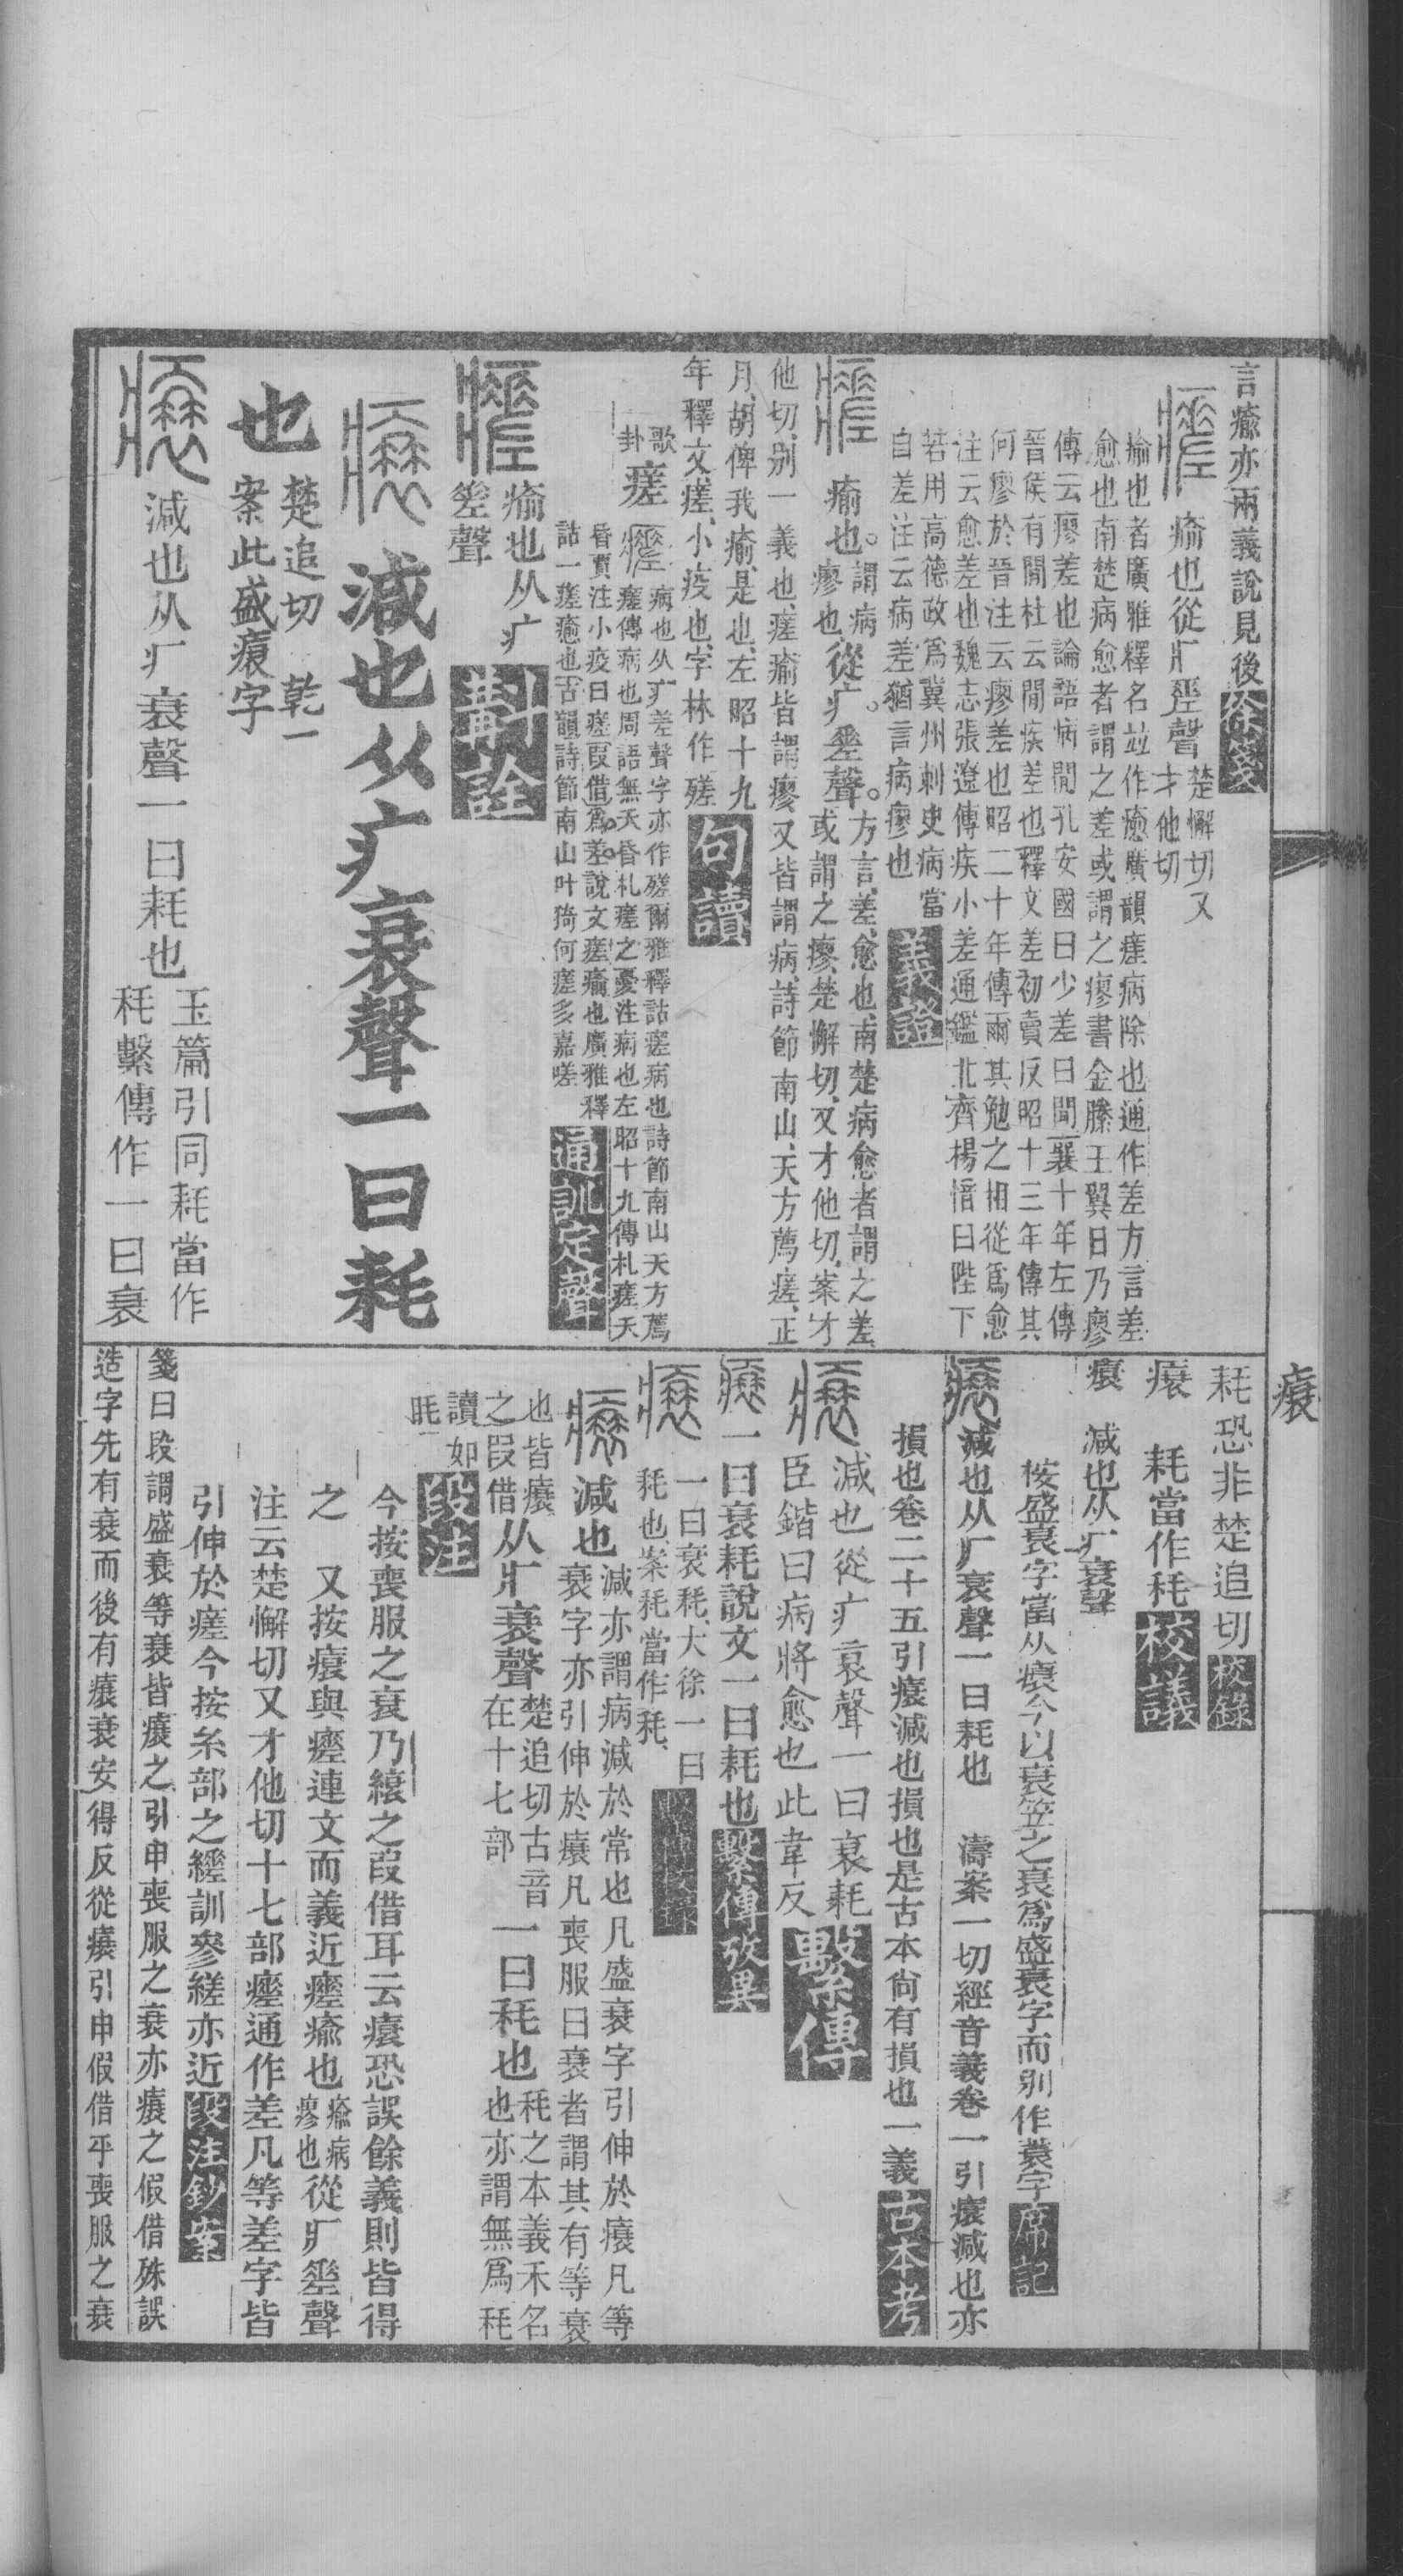 言瘉亦兩義說見後徐箋
瘉也從疒𡍮聲楚懈切又才他切
瘉也者廣雅釋名竝作瘉廣韻瘥病除也通作差方言差
愈也南楚病愈者謂之差或謂之瘳書金縢王翼日乃瘳
傳云瘳差也論語病閒孔安國曰少差曰閒襄十年左傳
晉侯有閒杜云閒疾差也釋文差初賣反昭十三年傳其
何瘳於晉注云瘳差也昭二十年傳爾其勉之相從爲愈
注云愈差也魏志張遼傳疾小差通鑑北齊楊愔曰陛下
若用高德政爲冀州刺史病當
自差注云病差猶言病瘳也義證
瘉也謂病瘳也從疒𡍮聲方言差愈也南楚病愈者謂之差或謂之瘳楚懈切又才他切案才
他切別一義也瘥瘉皆謂瘳又皆謂病詩節南山天方薦瘥正
月胡俾我瘉是也左昭十九
年釋文瘥小疫也字林作㾨句讀
歌卦瘥病也从疒差聲字亦作㾨爾雅釋詁瘥病也詩節南山天方薦
瘥傳病也周語無夭昏札瘥之憂注病也左昭十九傳札瘥夭
昏賈注小疫曰瘥叚借爲差說文瘥瘉也廣雅釋
詁一瘥瘉也古韻詩節南山叶猗何瘥多嘉嗟通訓定聲
瘉也从疒𡍮聲斠詮
減也从疒衰聲一曰耗
也楚追切 乾一案此盛㾽字
減也从疒衰聲一曰耗也玉篇引同耗當作秏繫傳作一曰衰
㾽
耗恐非楚追切校錄
㾽 耗當作秏校議
㾽 減也从疒衰聲
按盛衰字當从㾽今以衰笠之衰爲盛衰字而別作蓑字席記
減也从疒衰聲一曰耗也 濤案一切經音義卷一引㾽減也亦
損也卷二十五引㾽減也損也是古本尙有損也一義古本考
減也從疒衰聲一曰衰耗
臣鍇曰病將愈也此韋反繫傳
一曰衰耗說文一曰耗也繫傳攷異
一曰衰秏大徐一曰
秏也案秏當作秏
減也減亦謂病減於常也凡盛衰字引伸於㾽凡等
衰字亦引伸於㾽凡喪服曰衰者謂其有等衰
也皆㾽之叚借从疒衰聲楚追切古音在十七部一曰秏也秏之本義禾名也亦謂無爲秏
讀如眊段注
今按喪服之衰乃縗之叚借耳云㾽恐誤餘義則皆得
之 又按㾽與瘥連文而義近瘥瘉也瘉病瘳也從疒𡍮聲
注云楚懈切又才他切十七部瘥通作差凡等差字皆
引伸於瘥今按糸部之縒訓參縒亦近段注鈔案
箋曰段謂盛衰等衰皆㾽之引申喪服之衰亦㾽之假借殊誤
造字先有衰而後有㾽衰安得反從㾽引申假借乎喪服之衰